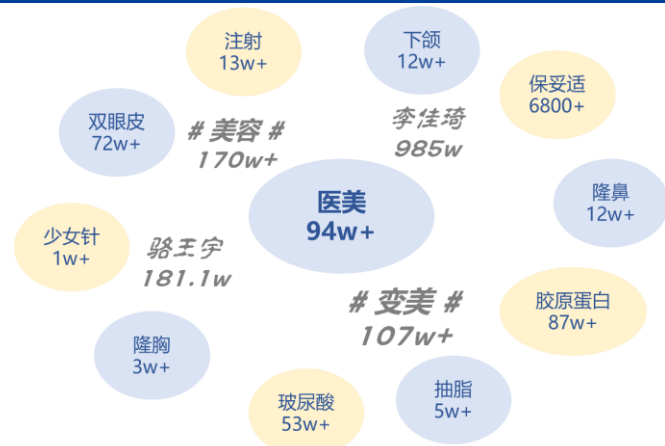 注射
13w+
下颌
12w+
保妥适
6800+
双眼皮
72w+
# 美容 #
170w+
李佳琦
985w
医美
94w+
隆鼻
12w+
少女针
1w+
骆王宇
181.1w
# 变美 #
107w+
胶原蛋白
87w+
隆胸
3w+
玻尿酸
53w+
抽脂
5w+